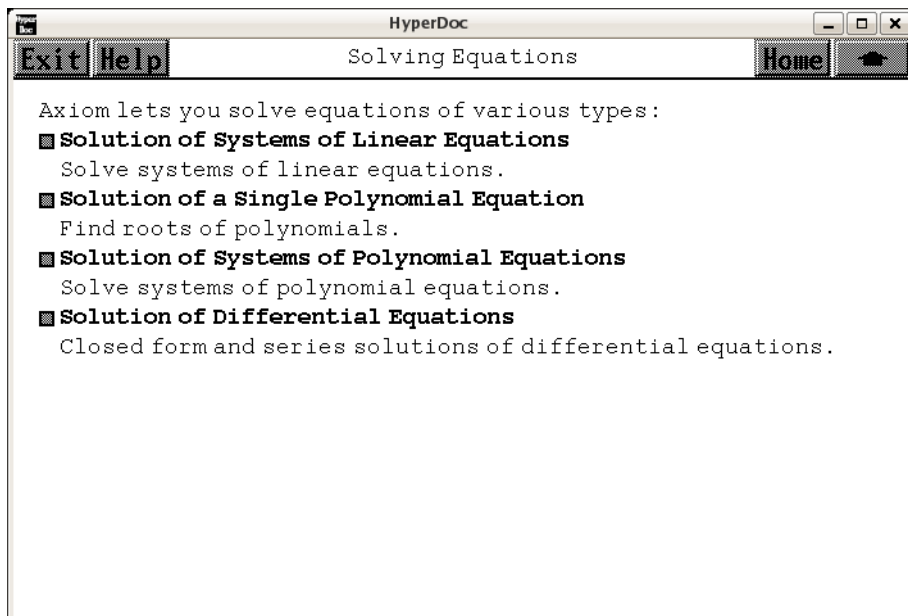 Hyper Doc
HyperDoc
Exit Help Solving Equations Home
Axiom lets you solve equations of various types:
Solution of Systems of Linear Equations
Solve systems of linear equations.
Solution of a Single Polynomial Equation
Find roots of polynomials.
Solution of Systems of Polynomial Equations
Solve systems of polynomial equations.
Solution of Differential Equations
Closed form and series solutions of differential equations.